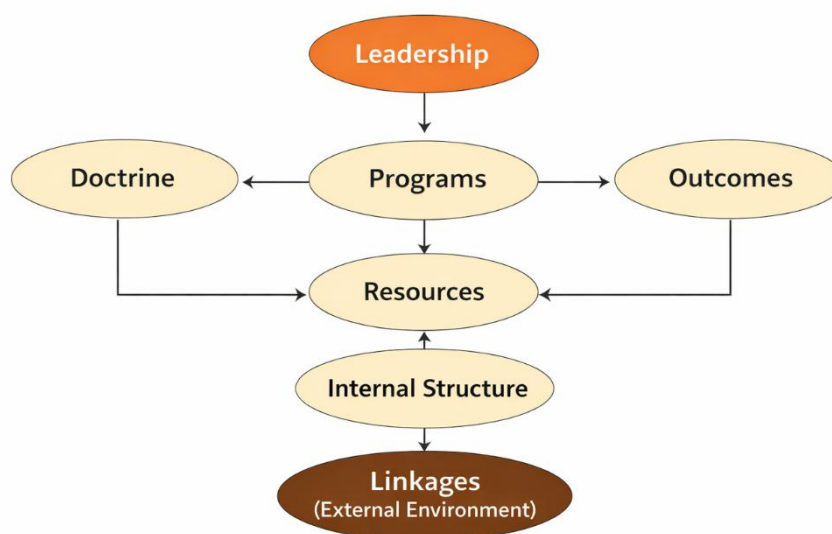 Leadership
Doctrine
Programs
Outcomes
Resources
Internal Structure
Linkages
(External Environment)